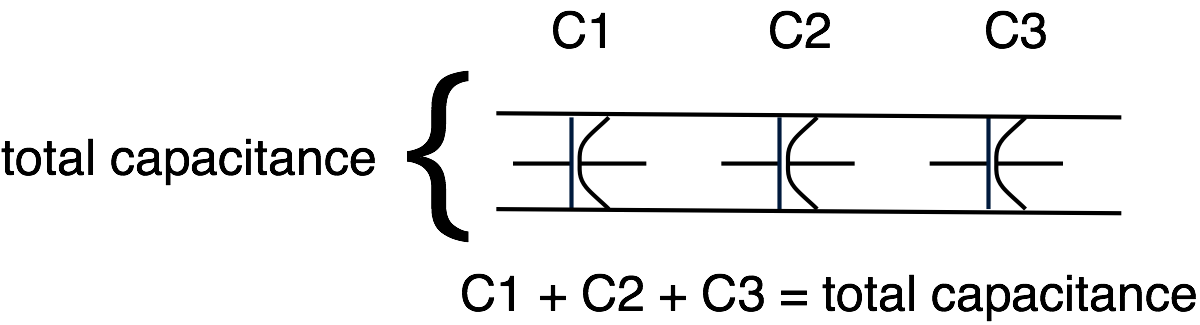 C1 C2 C3
total capacitance
C1 + C2 + C3 = total capacitance